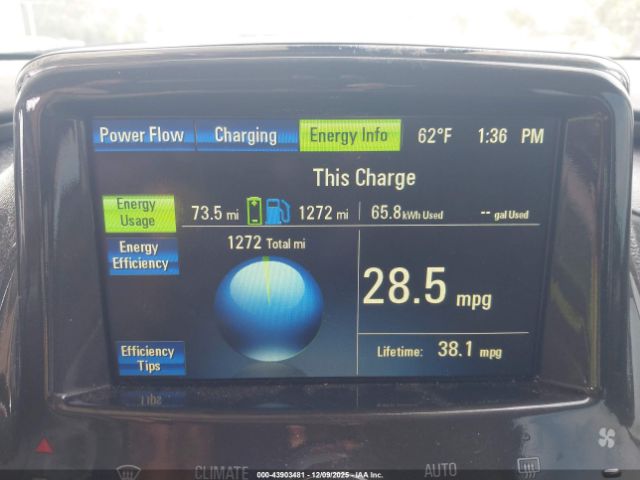 Power Flow Charging Energy Info 62°F 1:36 PM
This Charge
Energy Usage
73.5 mi 1272 mi 65.8 kWh Used -- gal Used
Energy Efficiency
1272 Total mi
28.5 mpg
Efficiency Tips
Lifetime: 38.1 mpg
CLIMATE AUTO
000-43903481 - 12/09/2025 - IAA Inc.